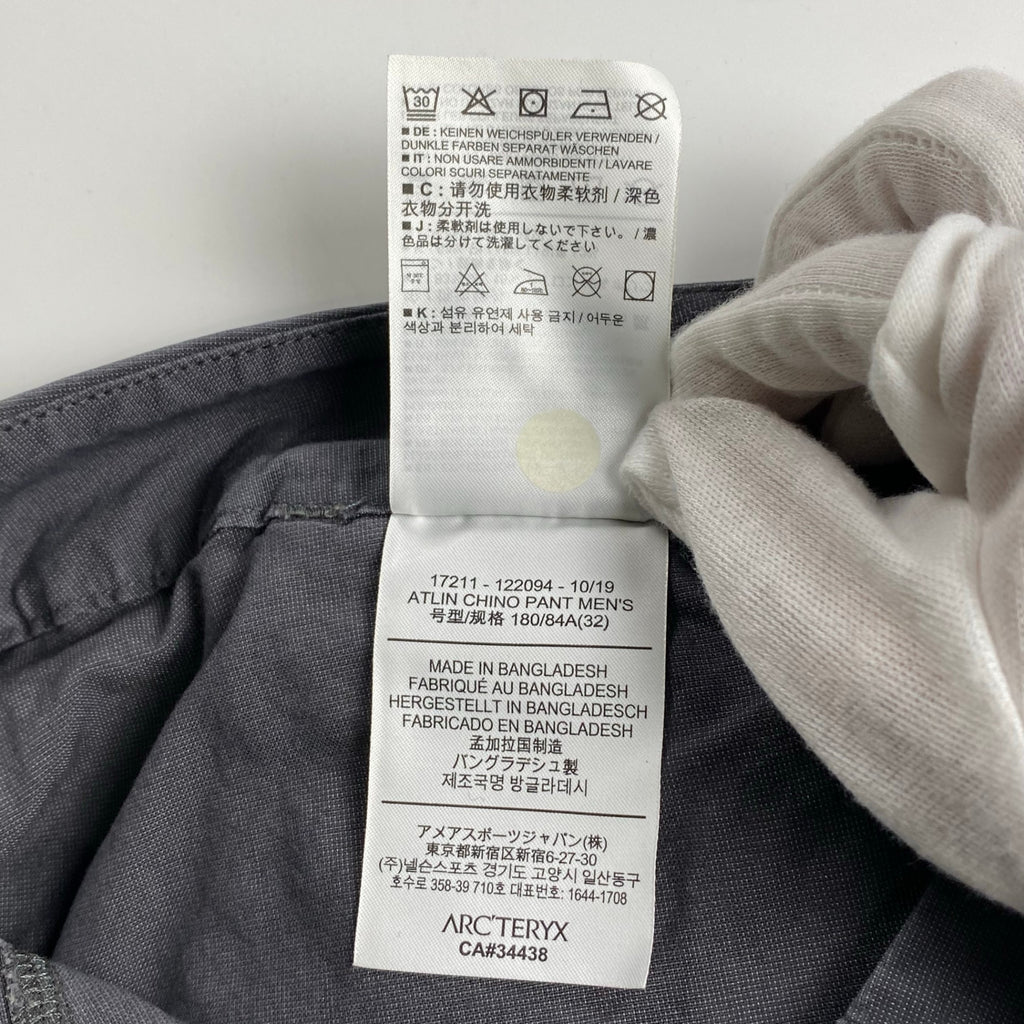 30
■ DE : KEINEN WEICHSPÜLER VERWENDEN /
DUNKLE FARBEN SEPARAT WASCHEN
■ IT : NON USARE AMMORBIDENTI / LAVARE
COLORI SCURI SEPARATAMENTE
■ C : 请勿使用衣物柔软剂 / 深色
衣物分开洗
■ J : 柔軟剤は使用しないで下さい。 / 濃
色品は分けて洗濯してください
■ K : 섬유 유연제 사용 금지 / 어두운
색상과 분리하여 세탁
17211 - 122094 - 10/19
ATLIN CHINO PANT MEN'S
号型/规格 180/84A(32)
MADE IN BANGLADESH
FABRIQUÉ AU BANGLADESH
HERGESTELLT IN BANGLADESCH
FABRICADO EN BANGLADESH
孟加拉国制造
バングラデシュ製
제조국명 방글라데시
アメアスポーツジャパン(株)
東京都新宿区新宿6-27-30
(주)넬슨스포츠 경기도 고양시 일산동구
호수로 358-39 710호 대표번호: 1644-1708
ARC'TERYX
CA#34438